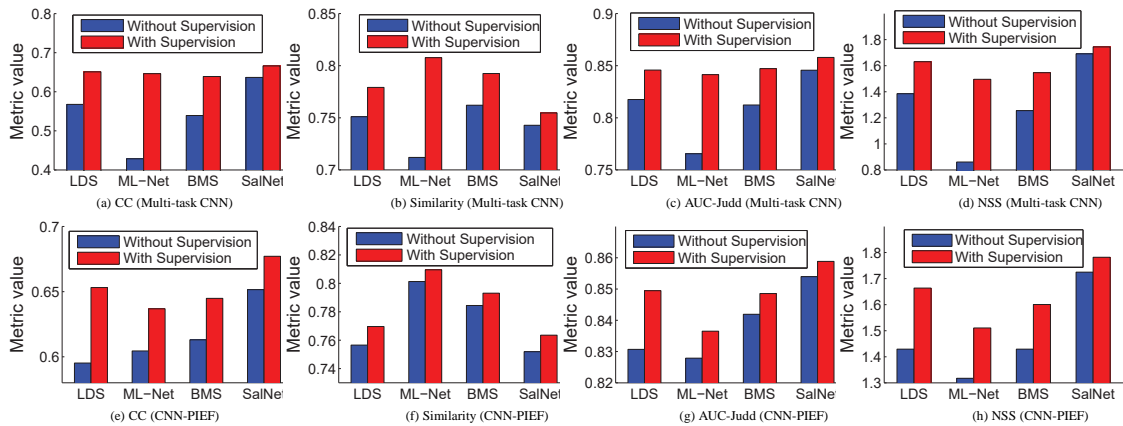 0.8
0.7
0.6
0.5
0.4
Metric value
Without Supervision
With Supervision
LDS ML-Net BMS SalNet
(a) CC (Multi-task CNN)
0.85
0.8
0.75
0.7
Metric value
Without Supervision
With Supervision
LDS ML-Net BMS SalNet
(b) Similarity (Multi-task CNN)
0.9
0.85
0.8
0.75
Metric value
Without Supervision
With Supervision
LDS ML-Net BMS SalNet
(c) AUC-Judd (Multi-task CNN)
1.8
1.6
1.4
1.2
1
0.8
Metric value
Without Supervision
With Supervision
LDS ML-Net BMS SalNet
(d) NSS (Multi-task CNN)
0.7
0.65
0.6
Metric value
Without Supervision
With Supervision
LDS ML-Net BMS SalNet
(e) CC (CNN-PIEF)
0.84
0.82
0.8
0.78
0.76
0.74
Metric value
Without Supervision
With Supervision
LDS ML-Net BMS SalNet
(f) Similarity (CNN-PIEF)
0.86
0.85
0.84
0.83
0.82
Metric value
Without Supervision
With Supervision
LDS ML-Net BMS SalNet
(g) AUC-Judd (CNN-PIEF)
1.8
1.7
1.6
1.5
1.4
1.3
Metric value
Without Supervision
With Supervision
LDS ML-Net BMS SalNet
(h) NSS (CNN-PIEF)